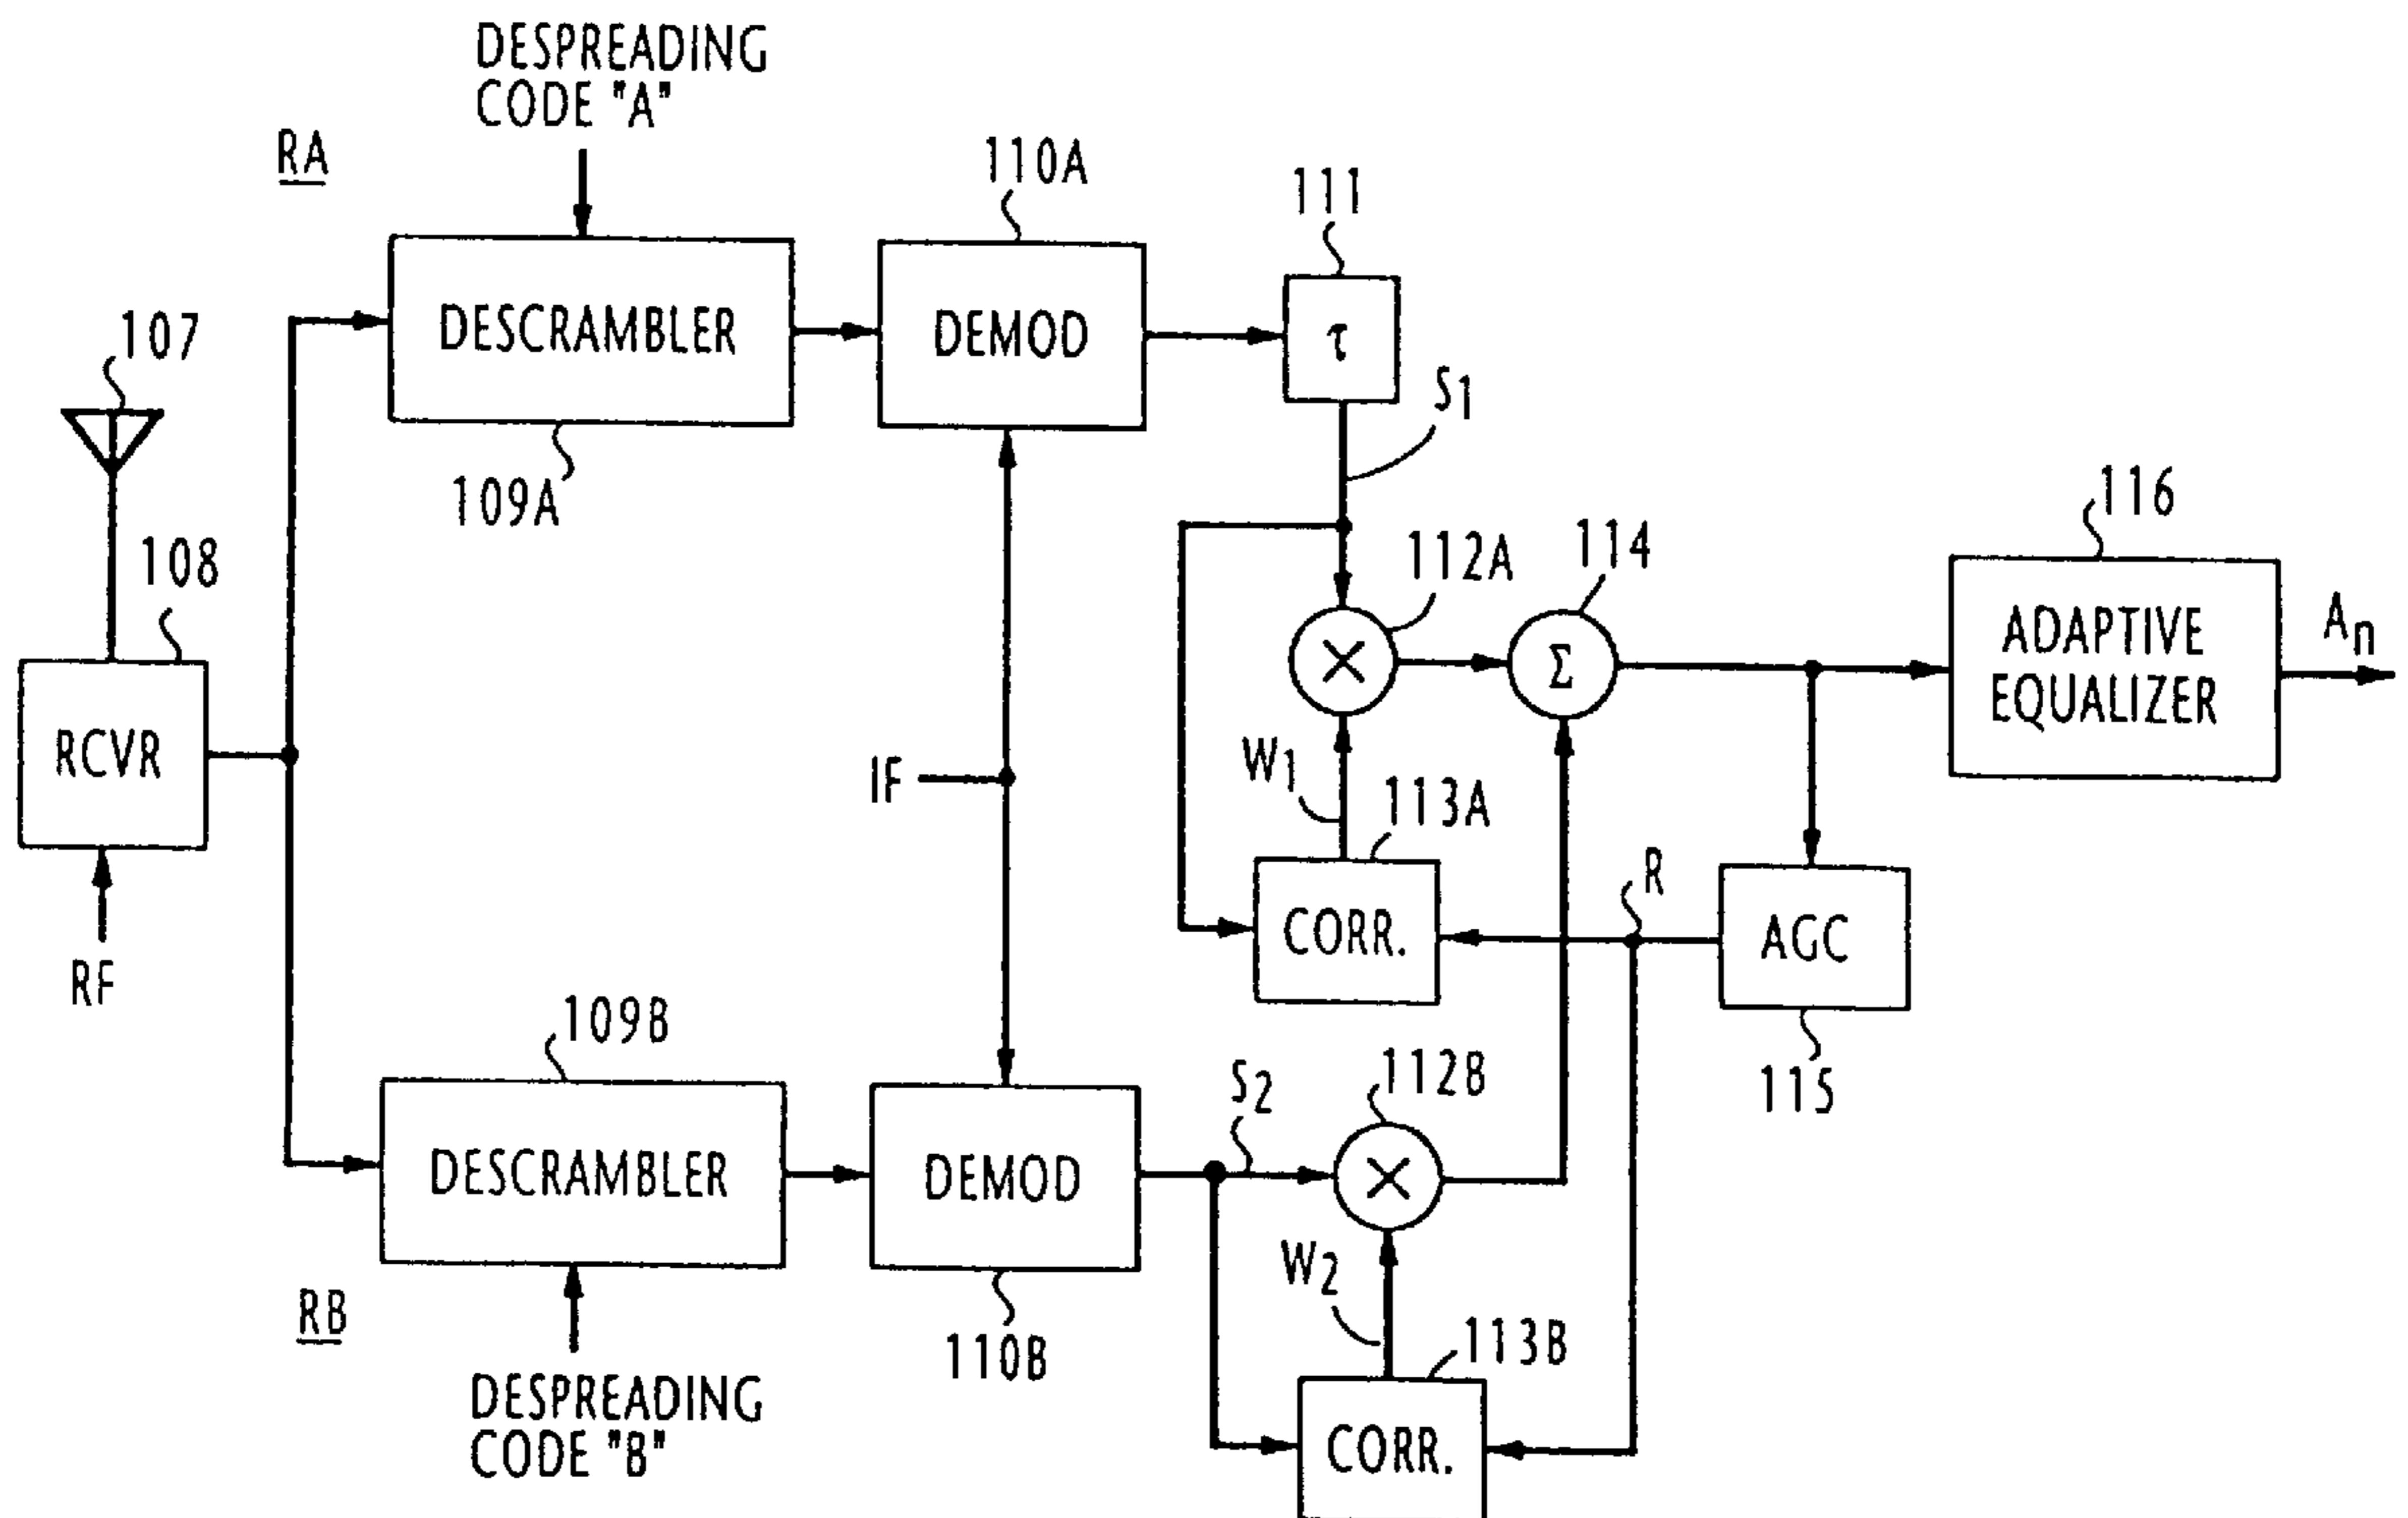 DESPREADING
CODE "A"
RA
110A
111
DESCRAMBLER
DEMOD
τ
107
S1
109A
116
108
112A
114
ADAPTIVE
EQUALIZER
An
×
Σ
RCVR
IF
W1
113A
R
CORR.
AGC
RF
109B
S2
112B
115
DESCRAMBLER
DEMOD
×
W2
RB
110B
113B
DESPREADING
CODE "B"
CORR.